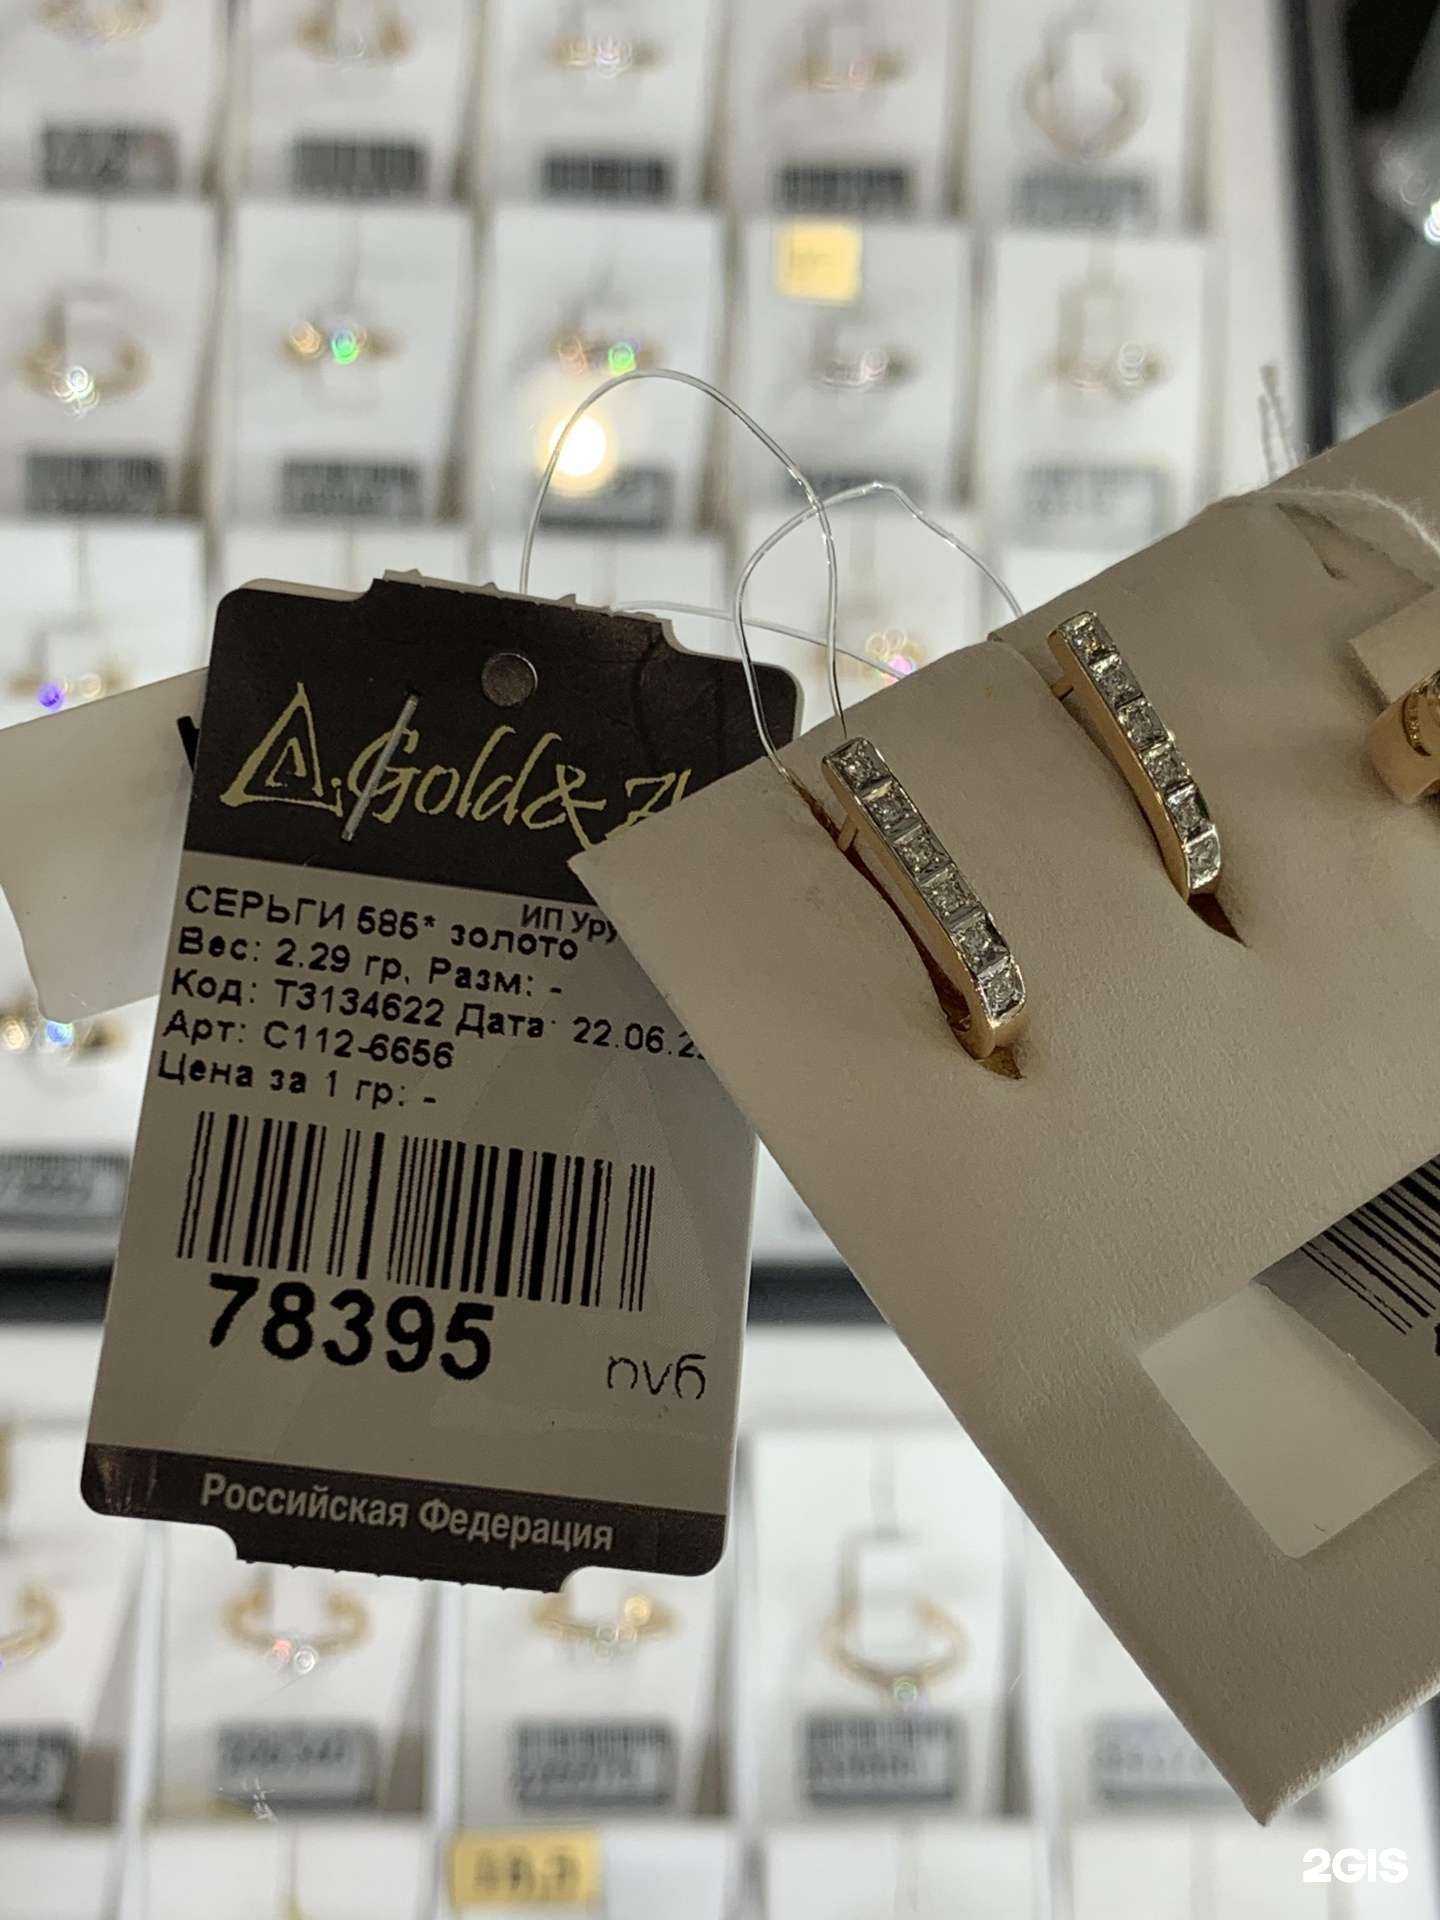 Gold &
ИП Уру
СЕРЬГИ 585* золото
Вес: 2.29 гр, Разм: -
Код: Т3134622 Дата: 22.06.2
Арт: С112-6656
Цена за 1 гр: -
78395
руб
Российская Федерация
2GIS